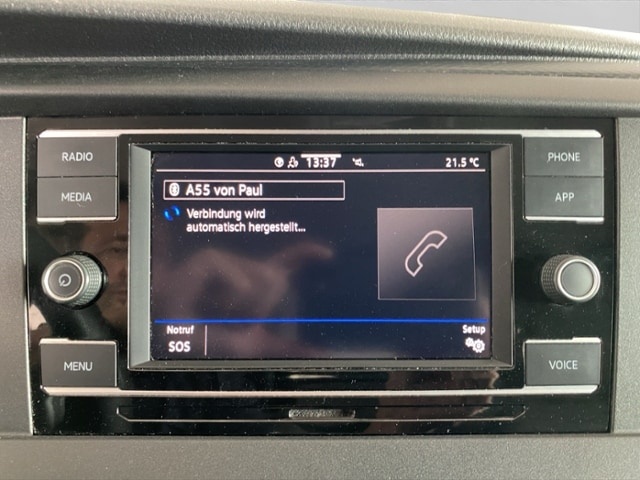 RADIO
MEDIA
MENU
13:37
21.5 °C
A55 von Paul
Verbindung wird
automatisch hergestellt...
Notruf
SOS
Setup
PHONE
APP
VOICE